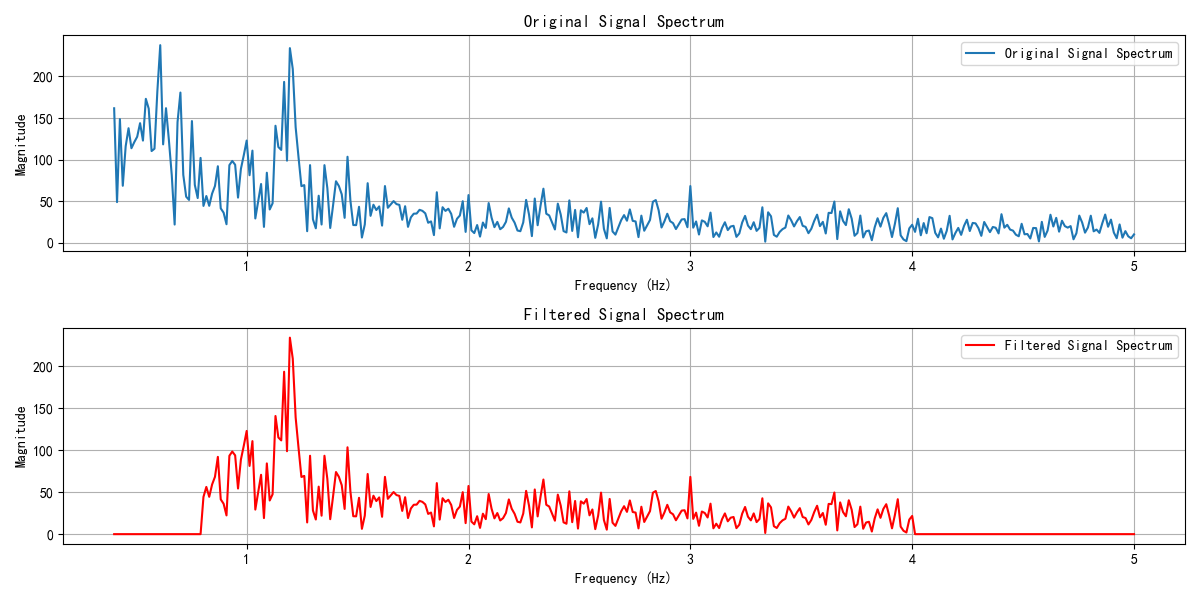 Original Signal Spectrum
Original Signal Spectrum
Magnitude
200
150
100
50
0
1
2
3
4
5
Frequency (Hz)
Filtered Signal Spectrum
Filtered Signal Spectrum
Magnitude
200
150
100
50
0
1
2
3
4
5
Frequency (Hz)